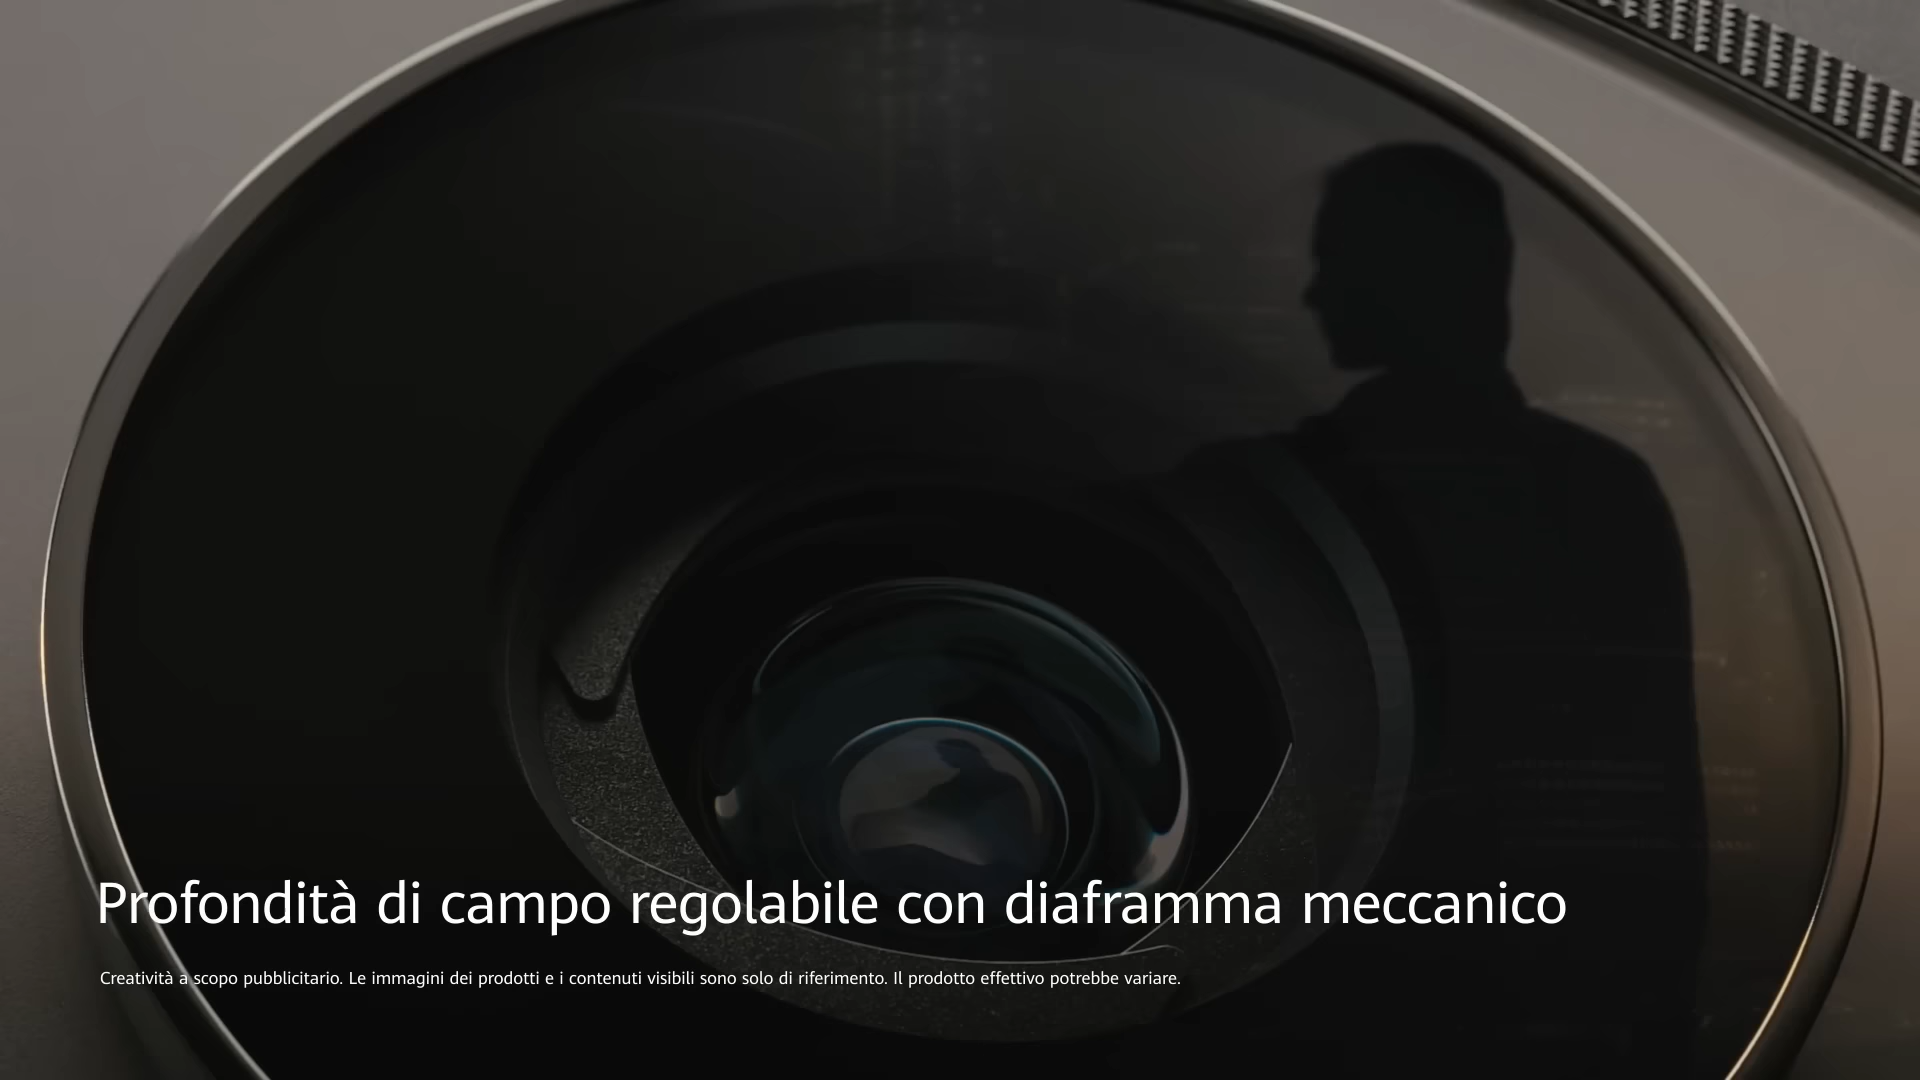 Profondità di campo regolabile con diaframma meccanico
Creatività a scopo pubblicitario. Le immagini dei prodotti e i contenuti visibili sono solo di riferimento. Il prodotto effettivo potrebbe variare.